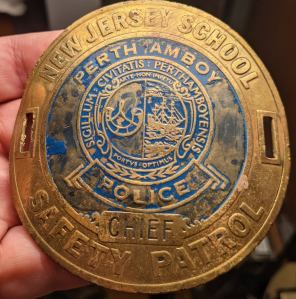 NEW JERSEY SCHOOL
PERTH AMBOY
SIGILLUM: CIVITATIS: PERTH AMBOYENSIS
PORTUS OPTIMUS
POLICE
CHIEF
SAFETY PATROL